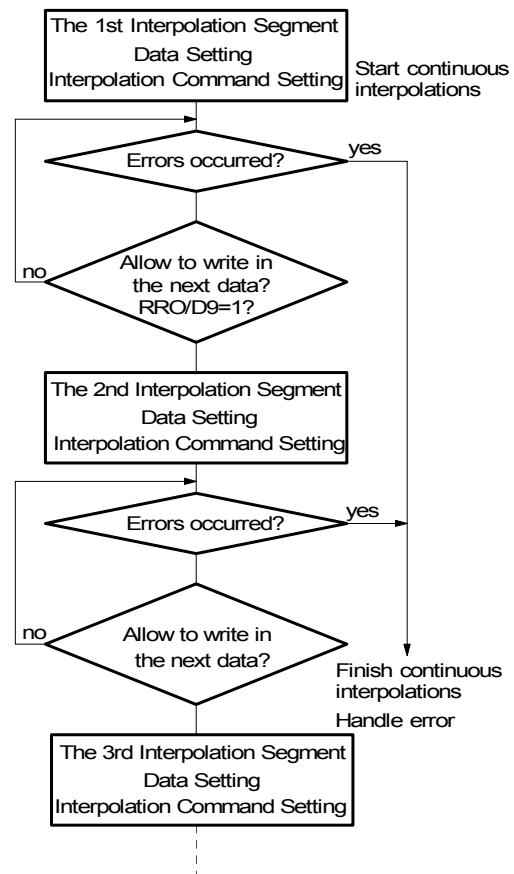 The 1st Interpolation Segment
Data Setting
Interpolation Command Setting
Start continuous
interpolations
Errors occurred?
yes
no
Allow to write in
the next data?
RRO/D9=1?
The 2nd Interpolation Segment
Data Setting
Interpolation Command Setting
Errors occurred?
yes
no
Allow to write in
the next data?
Finish continuous
interpolations
Handle error
The 3rd Interpolation Segment
Data Setting
Interpolation Command Setting